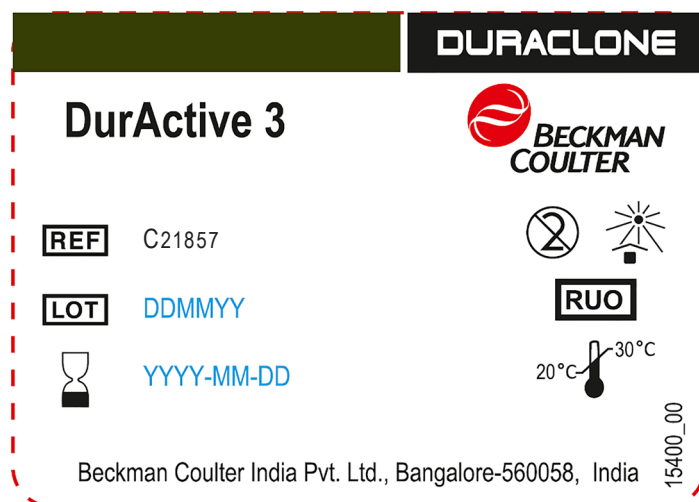 DURACLONE
DurActive 3
BECKMAN
COULTER
REF C21857
2
LOT DDMMYY
RUO
YYYY-MM-DD
30°C
20°C
15400_00
Beckman Coulter India Pvt. Ltd., Bangalore-560058, India